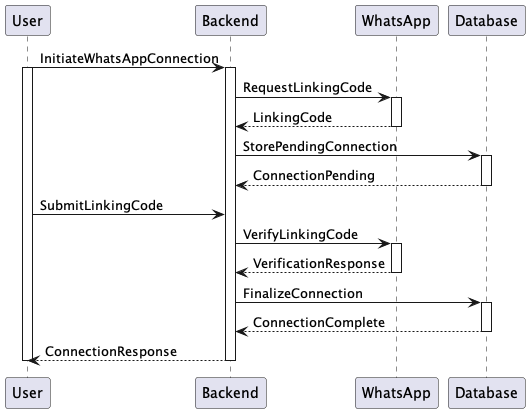 User Backend WhatsApp Database
InitiateWhatsAppConnection
RequestLinkingCode
LinkingCode
StorePendingConnection
ConnectionPending
SubmitLinkingCode
VerifyLinkingCode
VerificationResponse
FinalizeConnection
ConnectionComplete
ConnectionResponse
User Backend WhatsApp Database